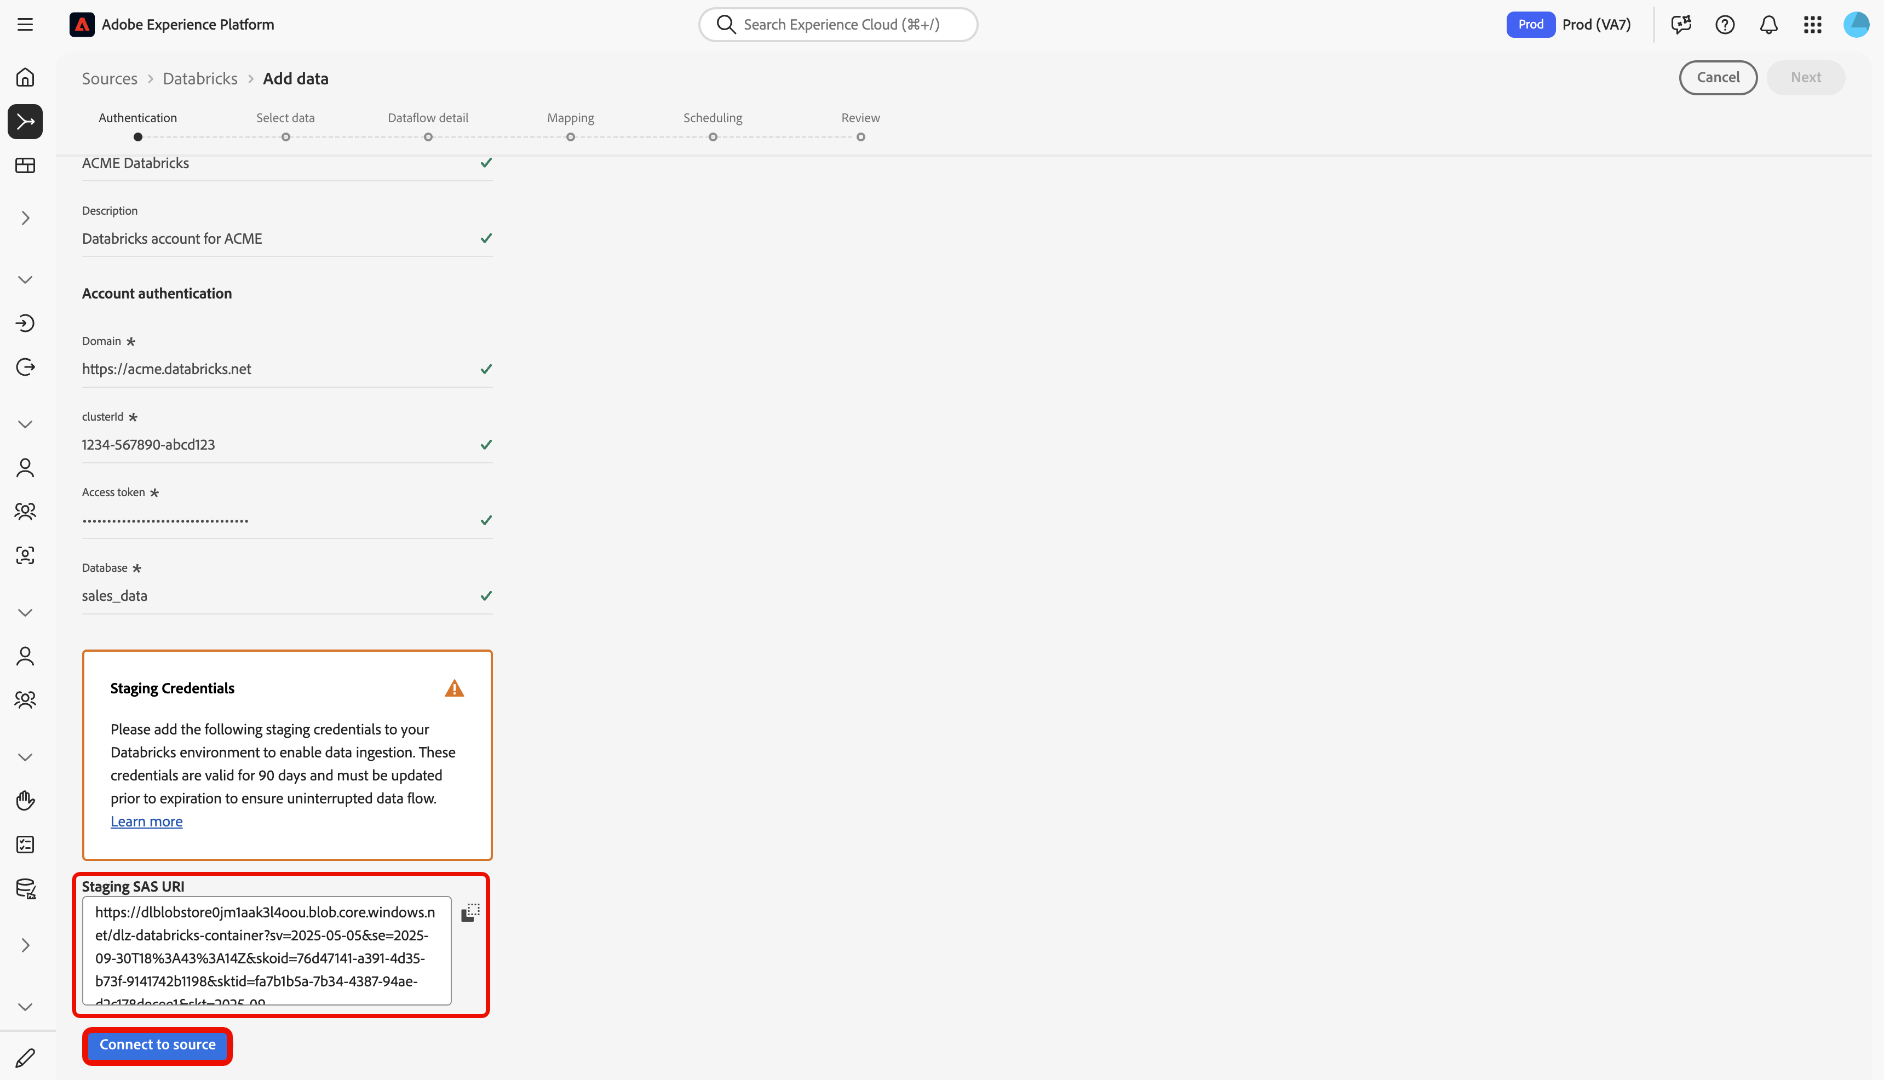 Adobe Experience Platform
Search Experience Cloud (⌘+/)
Prod
Prod (VA7)
Sources > Databricks > Add data
Cancel
Next
Authentication
Select data
Dataflow detail
Mapping
Scheduling
Review
ACME Databricks
Description
Databricks account for ACME
Account authentication
Domain *
https://acme.databricks.net
clusterId *
1234-567890-abcd123
Access token *
••••••••••••••••••••••••••••••••••
Database *
sales_data
Staging Credentials
Please add the following staging credentials to your
Databricks environment to enable data ingestion. These
credentials are valid for 90 days and must be updated
prior to expiration to ensure uninterrupted data flow.
Learn more
Staging SAS URI
https://dlblobstore0jm1aak3l4oou.blob.core.windows.n
et/dlz-databricks-container?sv=2025-05-05&se=2025-
09-30T18%3A43%3A14Z&skoid=76d47141-a391-4d35-
b73f-9141742b1198&sktid=fa7b1b5a-7b34-4387-94ae-
Connect to source